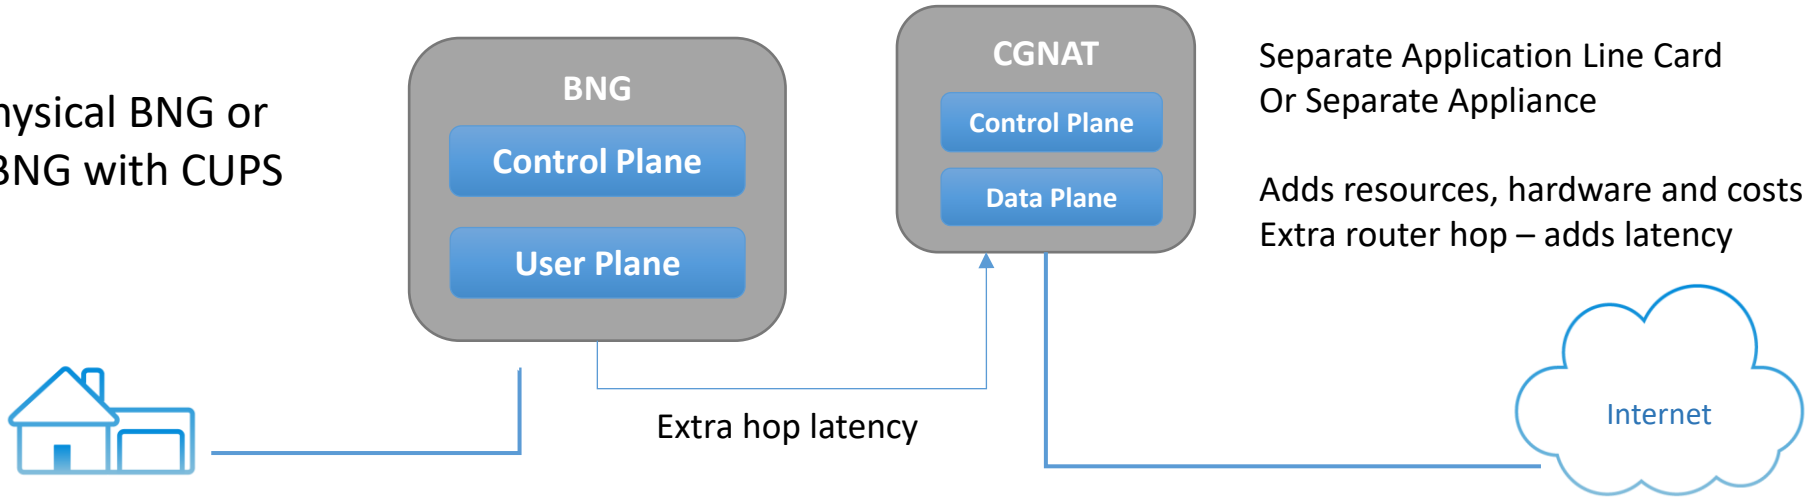 hysical BNG or
BNG with CUPS
BNG
Control Plane
User Plane
CGNAT
Control Plane
Data Plane
Separate Application Line Card
Or Separate Appliance
Adds resources, hardware and costs
Extra router hop – adds latency
Extra hop latency
Internet